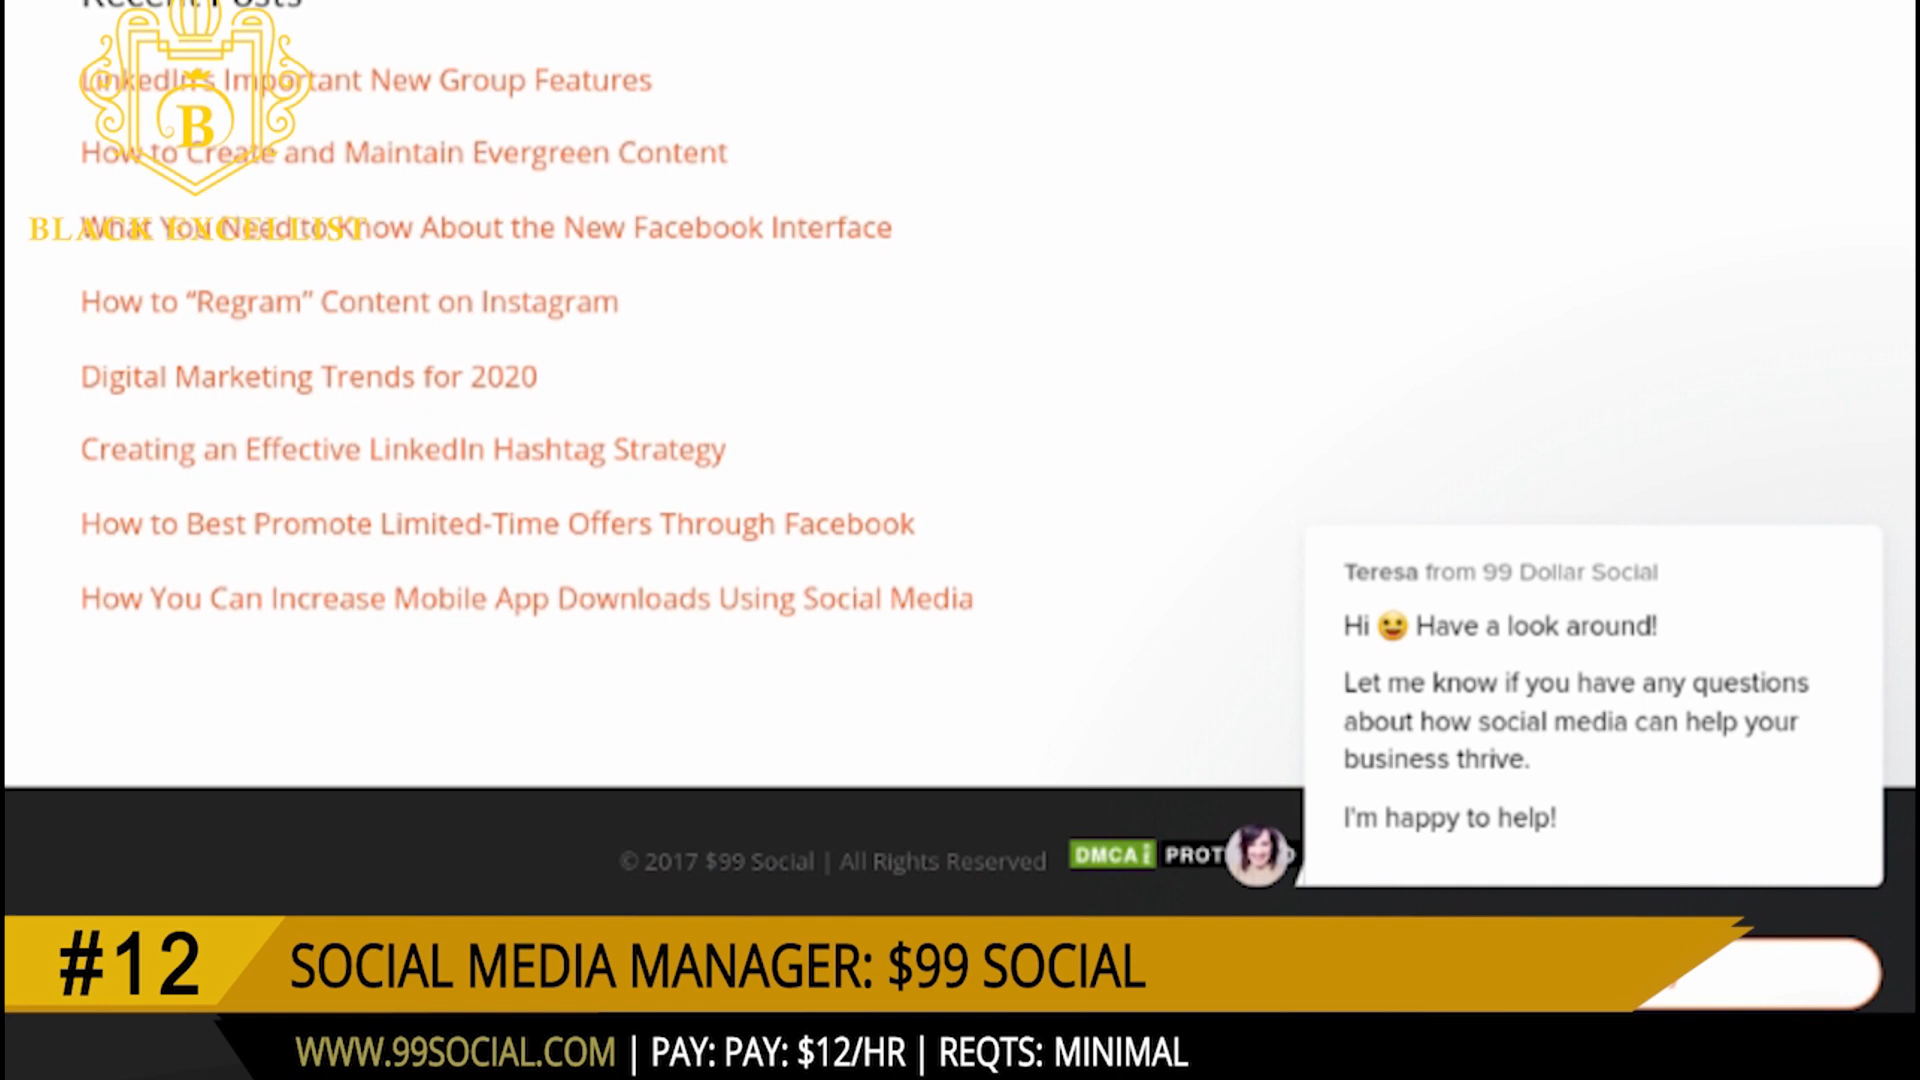 Recent Posts
LinkedIn's Important New Group Features
How to Create and Maintain Evergreen Content
What You Need to Know About the New Facebook Interface
B
BLACK EXCELLIST
How to “Regram” Content on Instagram
Digital Marketing Trends for 2020
Creating an Effective LinkedIn Hashtag Strategy
How to Best Promote Limited-Time Offers Through Facebook
How You Can Increase Mobile App Downloads Using Social Media
Teresa from 99 Dollar Social
Hi 😀 Have a look around!
Let me know if you have any questions
about how social media can help your
business thrive.
I'm happy to help!
© 2017 $99 Social | All Rights Reserved
DMCA PROT D
#12 SOCIAL MEDIA MANAGER: $99 SOCIAL
WWW.99SOCIAL.COM | PAY: PAY: $12/HR | REQTS: MINIMAL